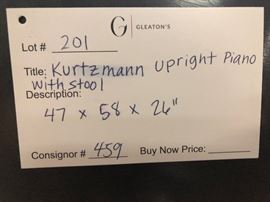 G GLEATON'S
Lot # 201
Title: Kurtzmann Upright Piano
with stool
Description:
47 x 58 x 26"
Consignor # 459 Buy Now Price: